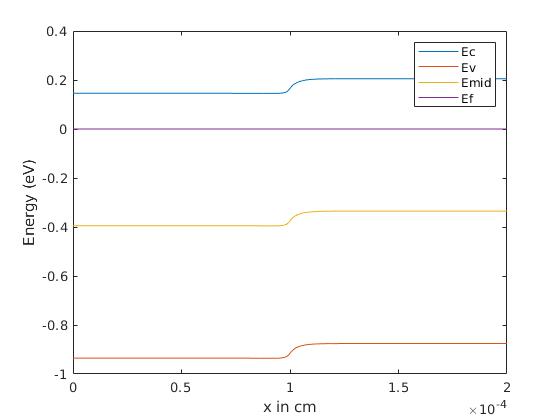 0.4
0.2
0
-0.2
-0.4
-0.6
-0.8
-1
Energy (eV)
Ec
Ev
Emid
Ef
0 0.5 1 1.5 2
x in cm
×10⁻⁴